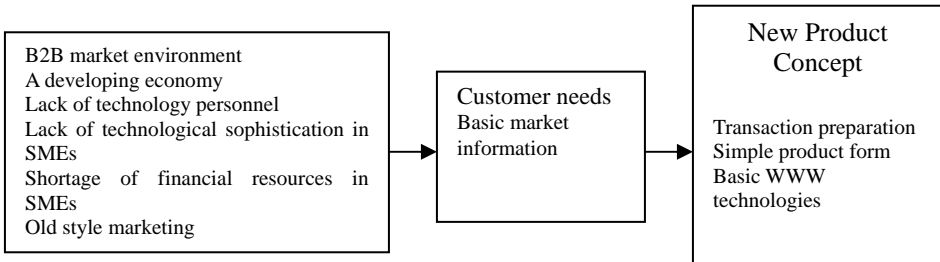 B2B market environment
A developing economy
Lack of technology personnel
Lack of technological sophistication in
SMEs
Shortage of financial resources in
SMEs
Old style marketing
Customer needs
Basic market
information
New Product
Concept
Transaction preparation
Simple product form
Basic WWW
technologies